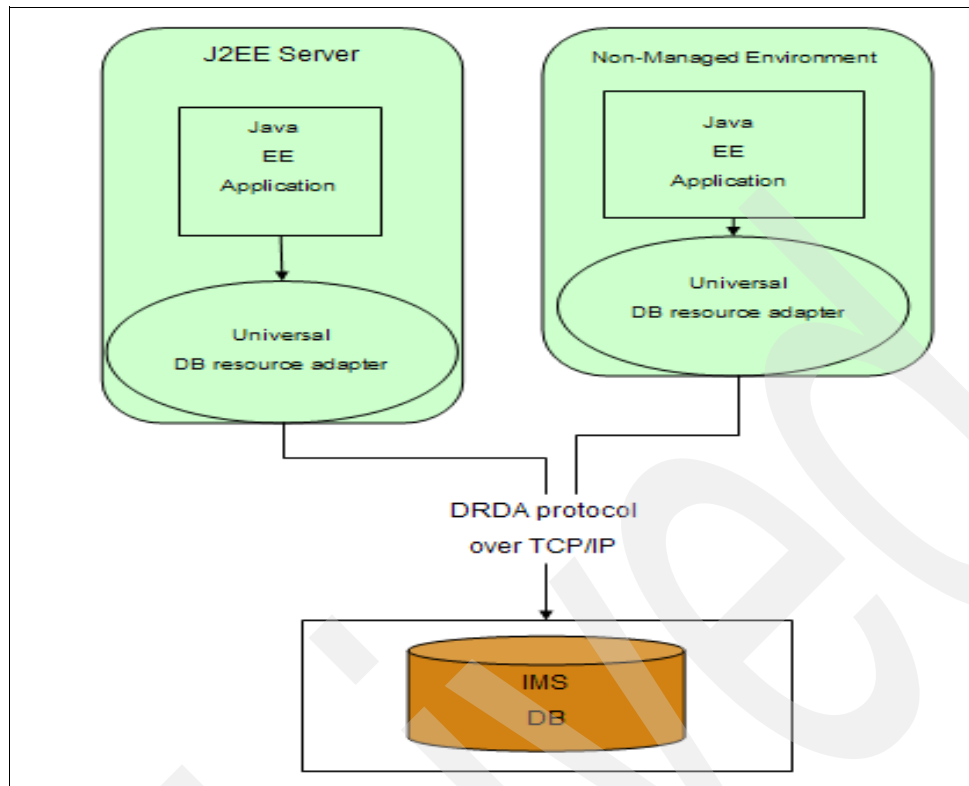 J2EE Server
Java
EE
Application
Universal
DB resource adapter
Non-Managed Environment
Java
EE
Application
Universal
DB resource adapter
DRDA protocol
over TCP/IP
IMS
DB